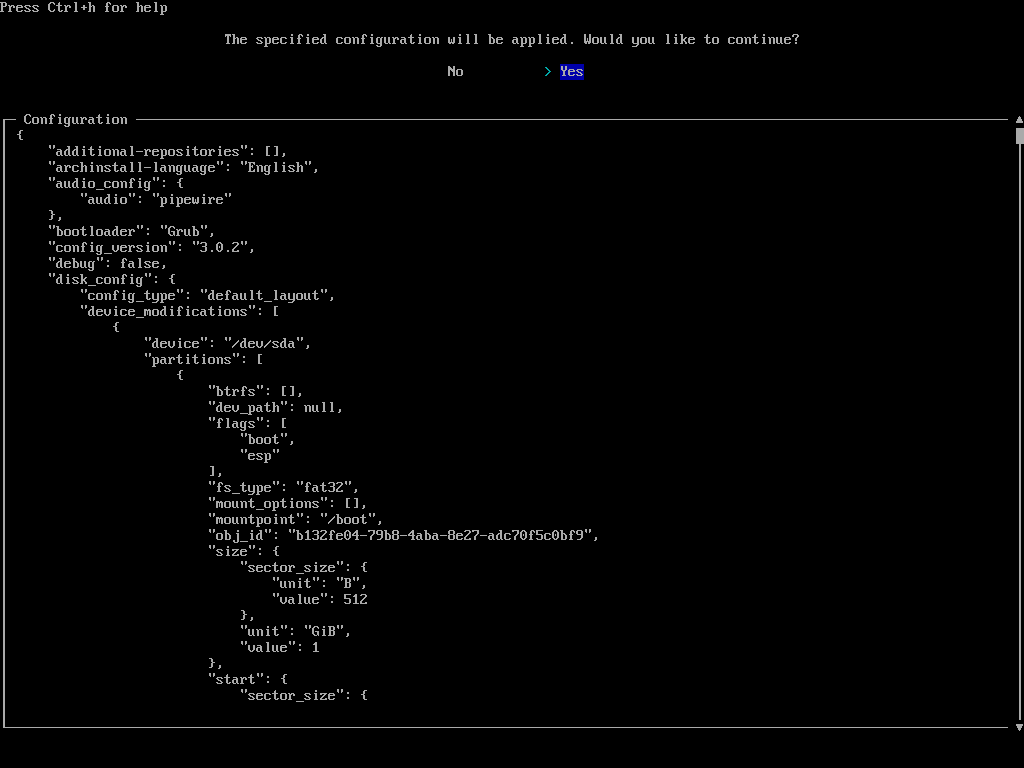 Press Ctrl+h for help
The specified configuration will be applied. Would you like to continue?
No > Yes
Configuration
{
    "additional-repositories": [],
    "archinstall-language": "English",
    "audio_config": {
        "audio": "pipewire"
    },
    "bootloader": "Grub",
    "config_version": "3.0.2",
    "debug": false,
    "disk_config": {
        "config_type": "default_layout",
        "device_modifications": [
            {
                "device": "/dev/sda",
                "partitions": [
                    {
                        "btrfs": [],
                        "dev_path": null,
                        "flags": [
                            "boot",
                            "esp"
                        ],
                        "fs_type": "fat32",
                        "mount_options": [],
                        "mountpoint": "/boot",
                        "obj_id": "b132fe04-79b8-4aba-8e27-adc70f5c0bf9",
                        "size": {
                            "sector_size": {
                                "unit": "B",
                                "value": 512
                            },
                            "unit": "GiB",
                            "value": 1
                        },
                        "start": {
                            "sector_size": {